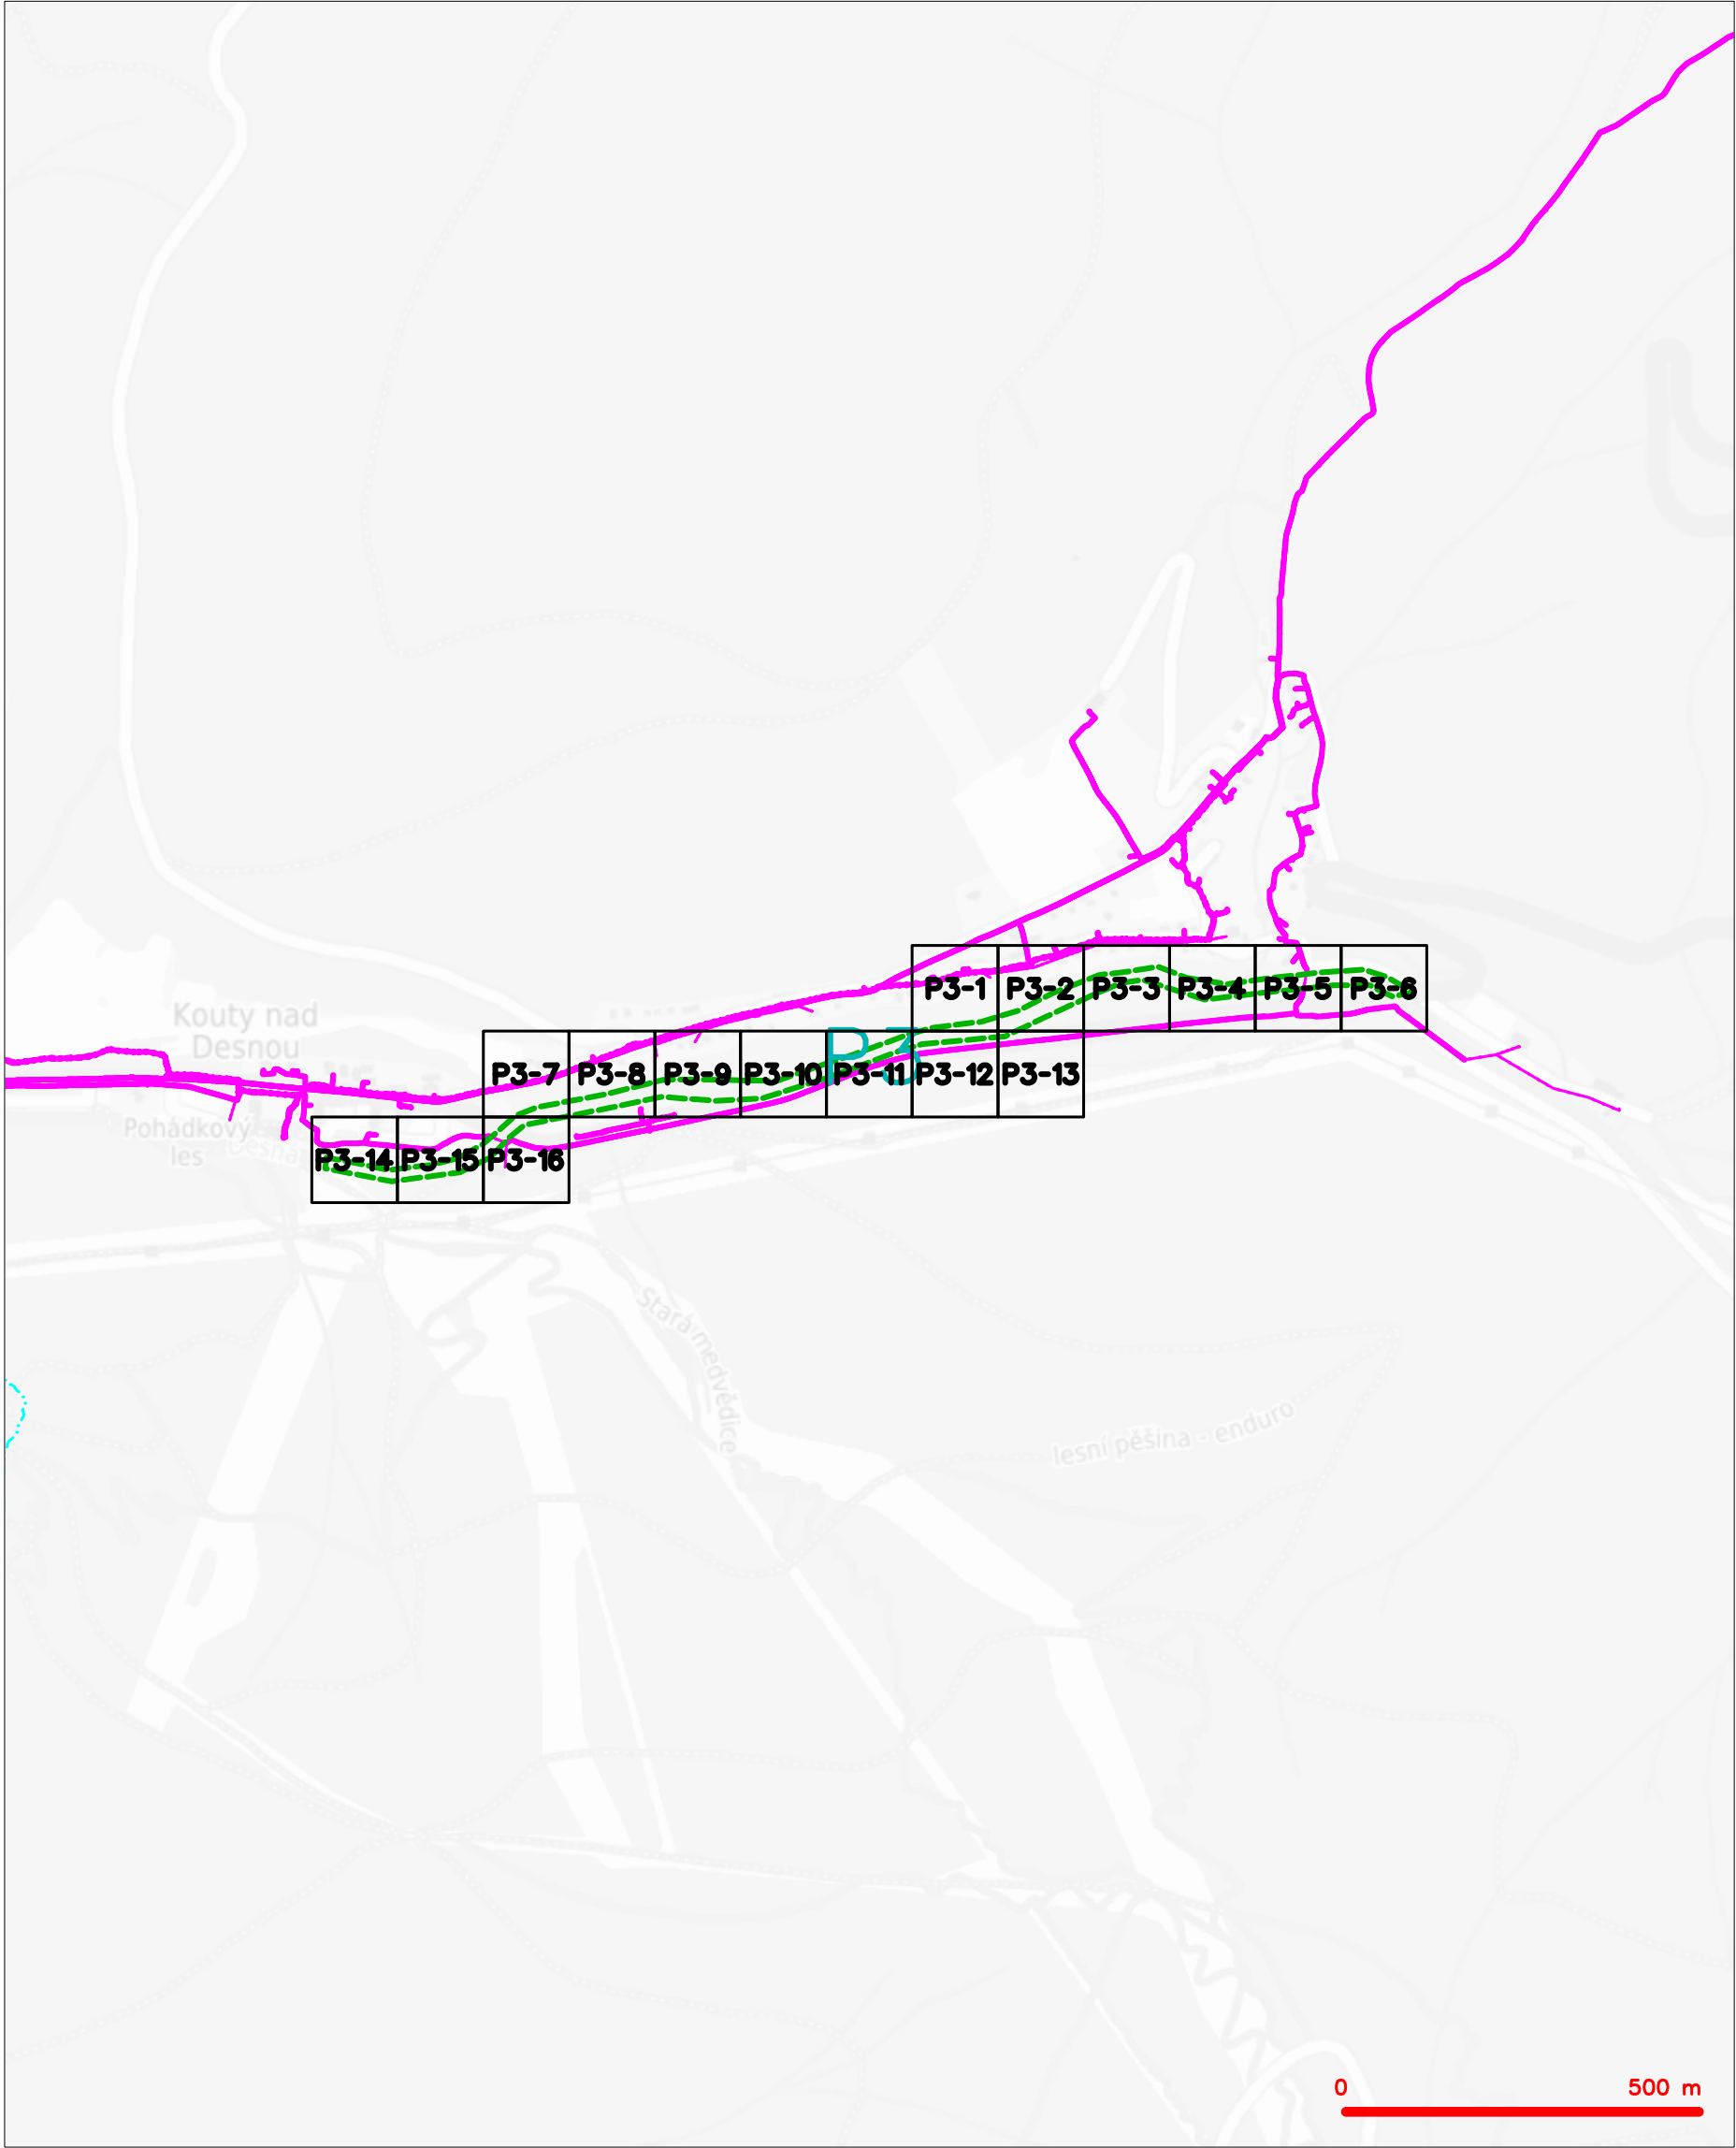 P3-1 P3-2 P3-3 P3-4 P3-5 P3-6
Kouty nad
Desnou
P3
P3-7 P3-8 P3-9 P3-10 P3-11 P3-12 P3-13
Pohádkový
les
Desná
P3-14 P3-15 P3-16
Stará medvědice
lesní pěšina - enduro
0 500 m